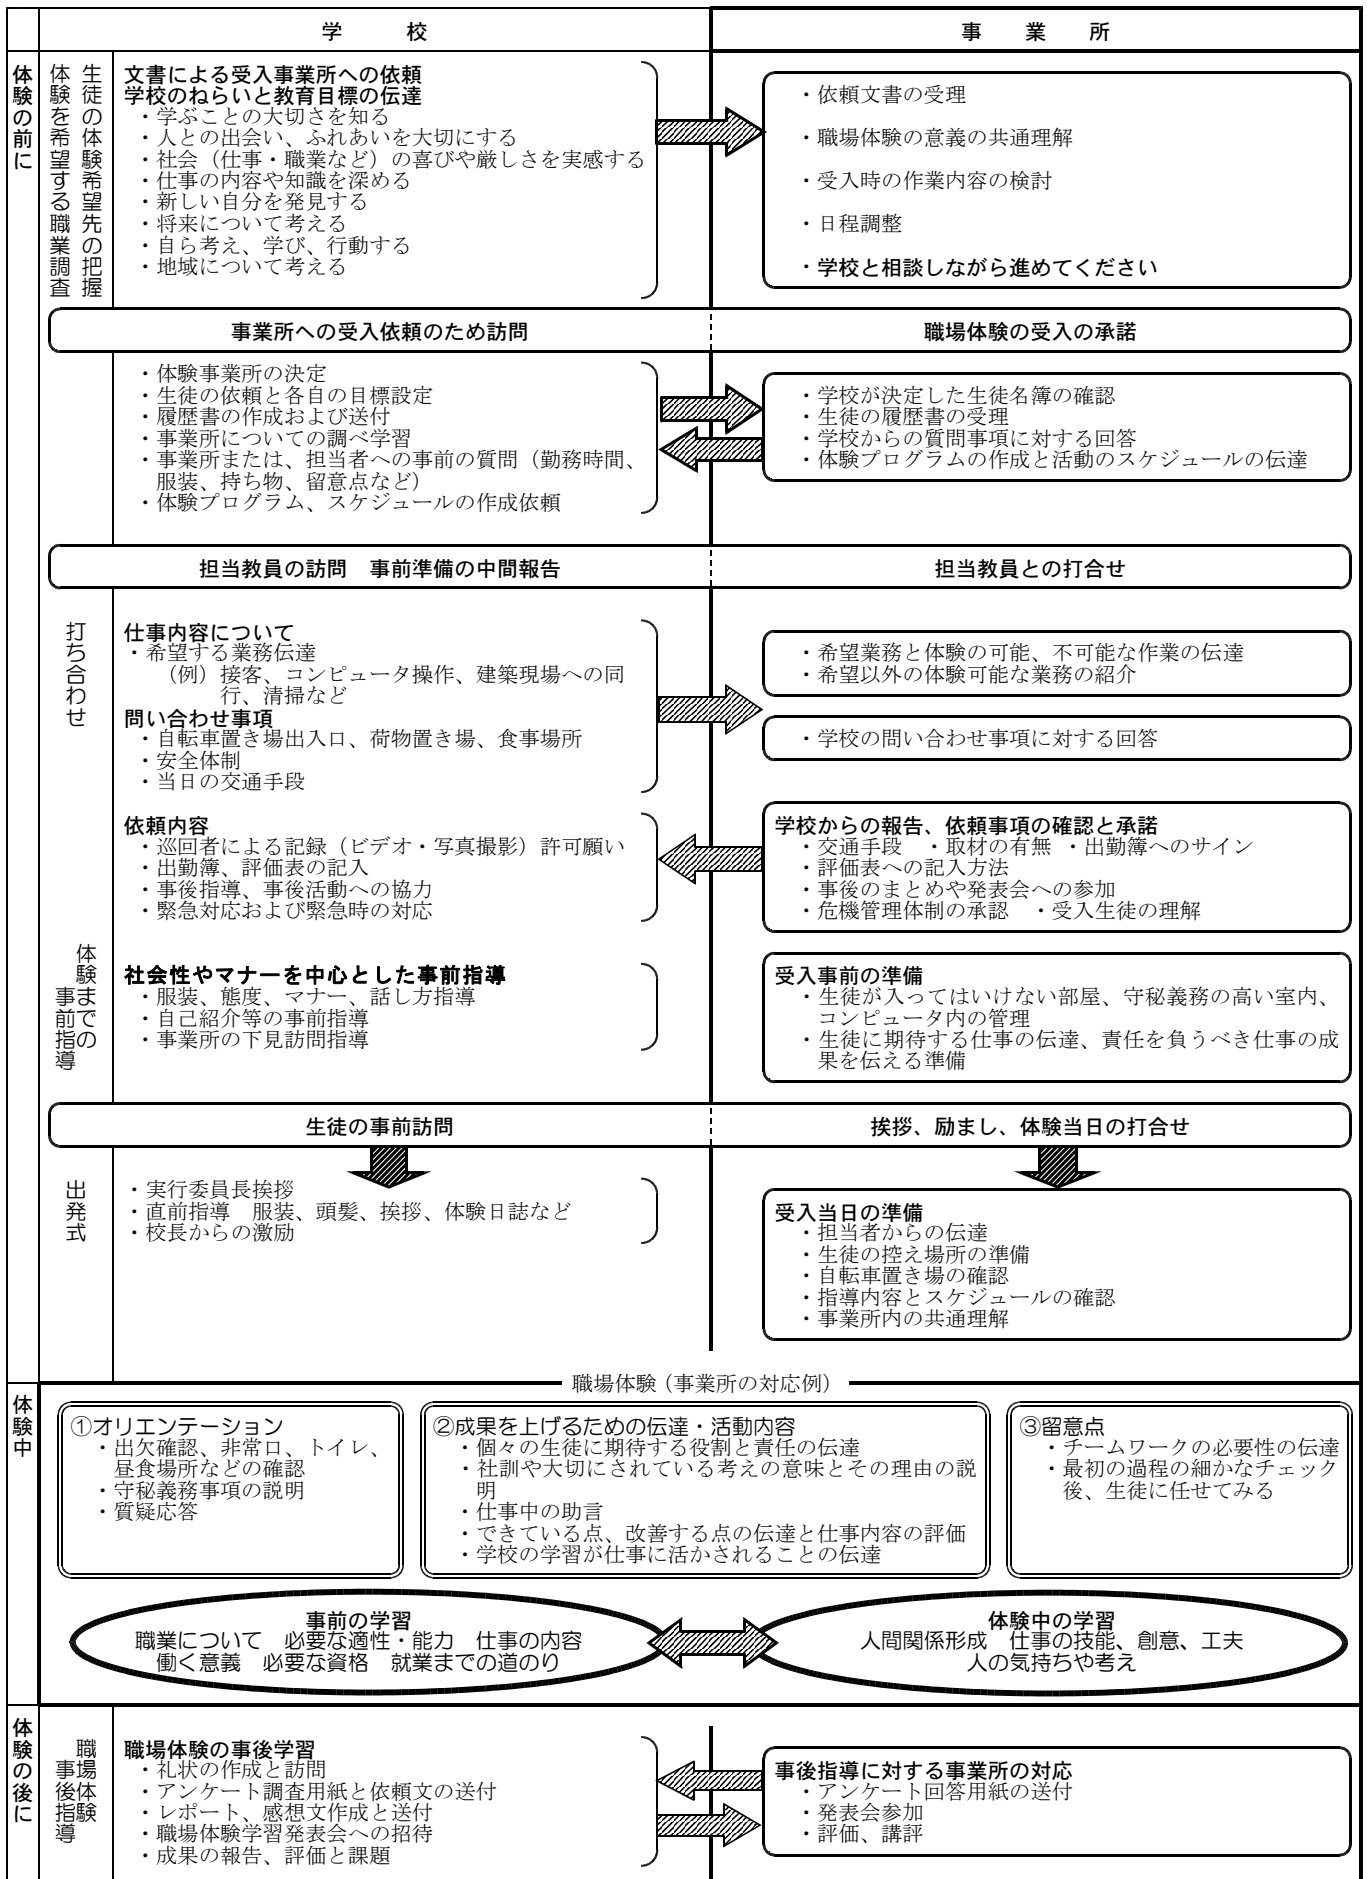 学　校
事　業　所
体験の前に
生徒の体験希望先の把握
体験を希望する職業調査
文書による受入事業所への依頼
学校のねらいと教育目標の伝達
・学ぶことの大切さを知る
・人との出会い、ふれあいを大切にする
・社会（仕事・職業など）の喜びや厳しさを実感する
・仕事の内容や知識を深める
・新しい自分を発見する
・将来について考える
・自ら考え、学び、行動する
・地域について考える
・依頼文書の受理
・職場体験の意義の共通理解
・受入時の作業内容の検討
・日程調整
・学校と相談しながら進めてください
事業所への受入依頼のため訪問
職場体験の受入の承諾
・体験事業所の決定
・生徒の依頼と各自の目標設定
・履歴書の作成および送付
・事業所についての調べ学習
・事業所または、担当者への事前の質問（勤務時間、
服装、持ち物、留意点など）
・体験プログラム、スケジュールの作成依頼
・学校が決定した生徒名簿の確認
・生徒の履歴書の受理
・学校からの質問事項に対する回答
・体験プログラムの作成と活動のスケジュールの伝達
担当教員の訪問　事前準備の中間報告
担当教員との打合せ
打ち合わせ
仕事内容について
・希望する業務伝達
（例）接客、コンピュータ操作、建築現場への同
行、清掃など
問い合わせ事項
・自転車置き場出入口、荷物置き場、食事場所
・安全体制
・当日の交通手段
・希望業務と体験の可能、不可能な作業の伝達
・希望以外の体験可能な業務の紹介
・学校の問い合わせ事項に対する回答
依頼内容
・巡回者による記録（ビデオ・写真撮影）許可願い
・出勤簿、評価表の記入
・事後指導、事後活動への協力
・緊急対応および緊急時の対応
学校からの報告、依頼事項の確認と承諾
・交通手段　・取材の有無　・出勤簿へのサイン
・評価表への記入方法
・事後のまとめや発表会への参加
・危機管理体制の承認　・受入生徒の理解
体験までの
事前指導
社会性やマナーを中心とした事前指導
・服装、態度、マナー、話し方指導
・自己紹介等の事前指導
・事業所の下見訪問指導
受入事前の準備
・生徒が入ってはいけない部屋、守秘義務の高い室内、
コンピュータ内の管理
・生徒に期待する仕事の伝達、責任を負うべき仕事の成
果を伝える準備
生徒の事前訪問
挨拶、励まし、体験当日の打合せ
出発式
・実行委員長挨拶
・直前指導　服装、頭髪、挨拶、体験日誌など
・校長からの激励
受入当日の準備
・担当者からの伝達
・生徒の控え場所の準備
・自転車置き場の確認
・指導内容とスケジュールの確認
・事業所内の共通理解
職場体験（事業所の対応例）
体験中
①オリエンテーション
・出欠確認、非常口、トイレ、
昼食場所などの確認
・守秘義務事項の説明
・質疑応答
②成果を上げるための伝達・活動内容
・個々の生徒に期待する役割と責任の伝達
・社訓や大切にされている考えの意味とその理由の説
明
・仕事中の助言
・できている点、改善する点の伝達と仕事内容の評価
・学校の学習が仕事に活かされることの伝達
③留意点
・チームワークの必要性の伝達
・最初の過程の細かなチェック
後、生徒に任せてみる
事前の学習
職業について　必要な適性・能力　仕事の内容
働く意義　必要な資格　就業までの道のり
体験中の学習
人間関係形成　仕事の技能、創意、工夫
人の気持ちや考え
体験の後に
職場体験
事後指導
職場体験の事後学習
・礼状の作成と訪問
・アンケート調査用紙と依頼文の送付
・レポート、感想文作成と送付
・職場体験学習発表会への招待
・成果の報告、評価と課題
事後指導に対する事業所の対応
・アンケート回答用紙の送付
・発表会参加
・評価、講評